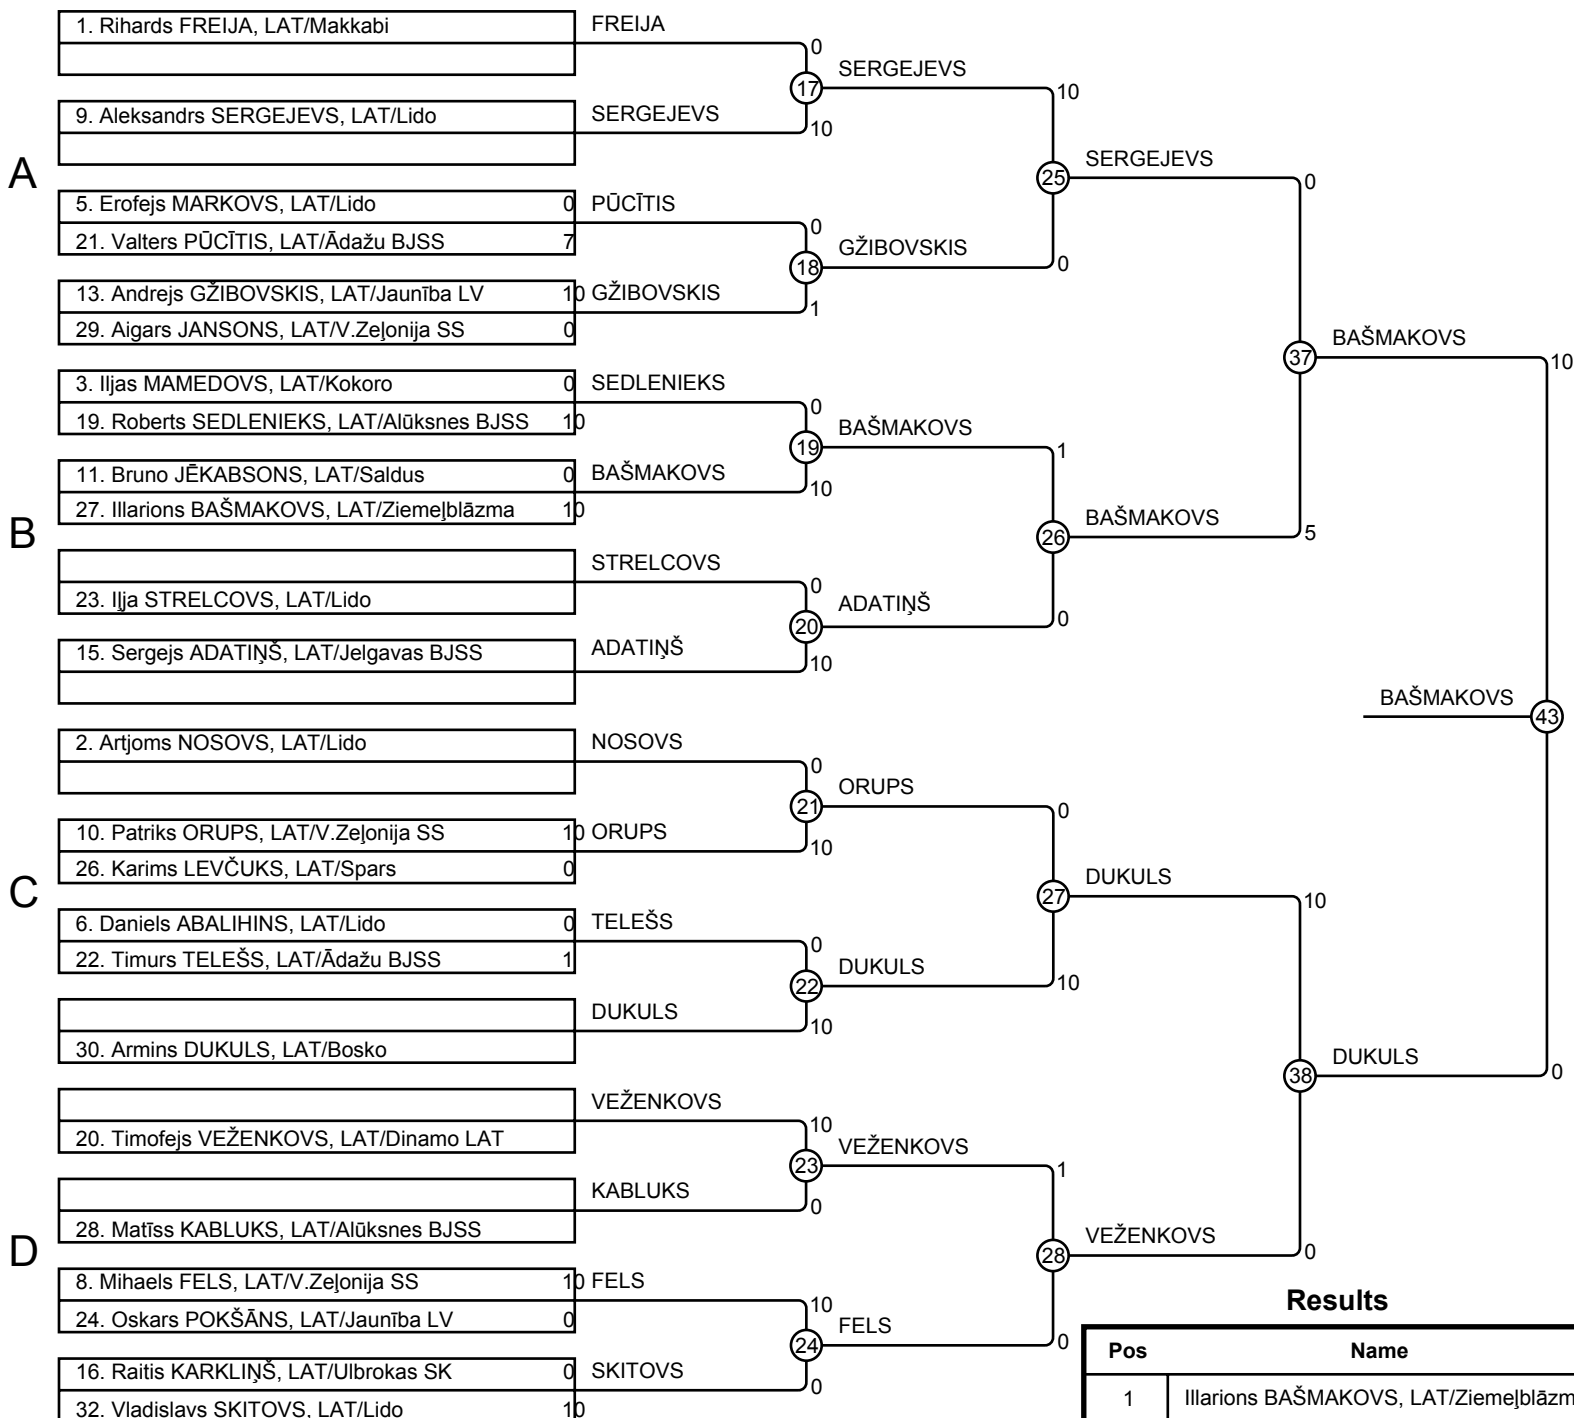 1. Rihards FREIJA, LAT/Makkabi
FREIJA
0
SERGEJEVS
17
10
9. Aleksandrs SERGEJEVS, LAT/Lido
SERGEJEVS
10
A
SERGEJEVS
25
0
5. Erofejs MARKOVS, LAT/Lido 0
PŪCĪTIS
21. Valters PŪCĪTIS, LAT/Ādažu BJSS 7
0
GŽIBOVSKIS
18
0
13. Andrejs GŽIBOVSKIS, LAT/Jaunība LV 10
GŽIBOVSKIS
1
29. Aigars JANSONS, LAT/V.Zeļonija SS 0
BAŠMAKOVS
37
10
3. Iljas MAMEDOVS, LAT/Kokoro 0
SEDLENIEKS
19. Roberts SEDLENIEKS, LAT/Alūksnes BJSS 10
0
BAŠMAKOVS
19
1
11. Bruno JĒKABSONS, LAT/Saldus 0
BAŠMAKOVS
10
27. Illarions BAŠMAKOVS, LAT/Ziemeļblāzma 10
B
BAŠMAKOVS
26
5
STRELCOVS
23. Iļja STRELCOVS, LAT/Lido
0
ADATIŅŠ
20
0
15. Sergejs ADATIŅŠ, LAT/Jelgavas BJSS
ADATIŅŠ
10
BAŠMAKOVS
43
2. Artjoms NOSOVS, LAT/Lido
NOSOVS
0
ORUPS
21
0
10. Patriks ORUPS, LAT/V.Zeļonija SS 10
ORUPS
10
26. Karims LEVČUKS, LAT/Spars 0
C
DUKULS
27
10
6. Daniels ABALIHINS, LAT/Lido 0
TELEŠS
22. Timurs TELEŠS, LAT/Ādažu BJSS 1
0
DUKULS
22
10
DUKULS
10
30. Armins DUKULS, LAT/Bosko
DUKULS
38
0
VEŽENKOVS
20. Timofejs VEŽENKOVS, LAT/Dinamo LAT
10
VEŽENKOVS
23
1
KABLUKS
0
28. Matīss KABLUKS, LAT/Alūksnes BJSS
D
VEŽENKOVS
28
0
8. Mihaels FELS, LAT/V.Zeļonija SS 10
FELS
24. Oskars POKŠĀNS, LAT/Jaunība LV 0
10
FELS
24
0
16. Raitis KARKLIŅŠ, LAT/Ulbrokas SK 0
SKITOVS
0
32. Vladislavs SKITOVS, LAT/Lido 10
Results
Pos Name
1 Illarions BAŠMAKOVS, LAT/Ziemeļblāzm